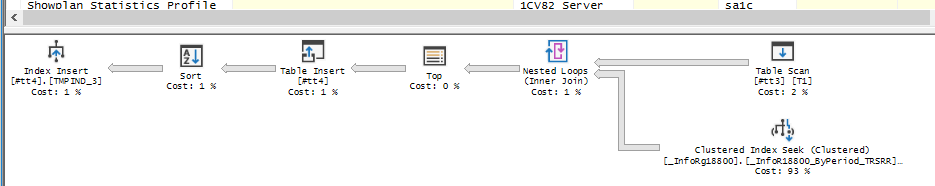 Showplan Statistics Profile 1CV82 Server sa1c
Index Insert
[#tt4].[TMPIND_3]
Cost: 1 %
Sort
Cost: 1 %
Table Insert
[#tt4]
Cost: 1 %
Top
Cost: 0 %
Nested Loops
(Inner Join)
Cost: 1 %
Table Scan
[#tt3] [T1]
Cost: 2 %
Clustered Index Seek (Clustered)
[_InfoRg18800].[_InfoR18800_ByPeriod_TRSRR]…
Cost: 93 %